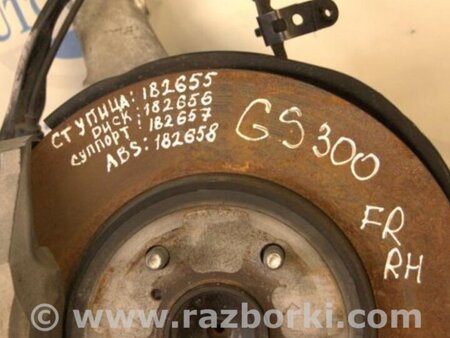 СТУПИЦА: 182655
ДИСК: 182656
СУППОРТ: 182657
ABS: 182658
GS300
FR
RH
© www.razborki.com